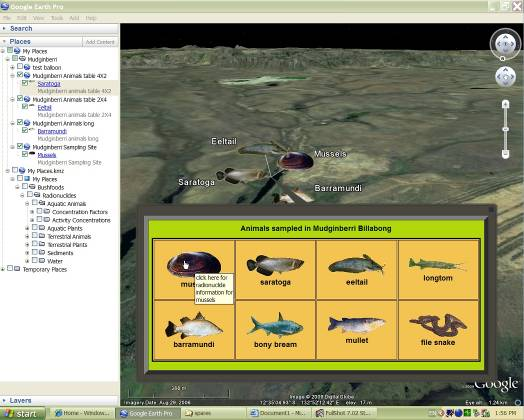 Google Earth Pro
File Edit View Tools Add Help
Search
Places
Add Content
My Places
Mudginberri
test baloon
Mudginberri Animals table 4X2
Saratoga
Mudginberri animals table 4X2
Mudginberri Animals table 2X4
Eeltail
Mudginberri animals table 2X4
Mudginberri Animals long
Barramundi
Mudginberri animals long
Mudginberri Sampling Site
Mussels
Mudginberri Sampling Site
My Places.kmz
My Places
Bushfoods
Radionuclides
Aquatic Animals
Concentration Factors
Activity Concentrations
Aquatic Plants
Terrestrial Animals
Terrestrial Plants
Sediments
Water
Temporary Places
Layers
Eeltail
Mussels
Saratoga
Barramundi
Animals sampled in Mudginberri Billabong
saratoga
eeltail
longtom
click here for
radionuclide
information for
mussels
barramundi
bony bream
mullet
file snake
Image © 2009 Digital Globe
Google
Imagery Date: Aug 29, 2006
elev 17 m
Eye alt 1.24 km
start
Home - Window...
Google Earth Pro
spares
Document1 - Mi...
FullShot 7.02 St...
1:56 PM